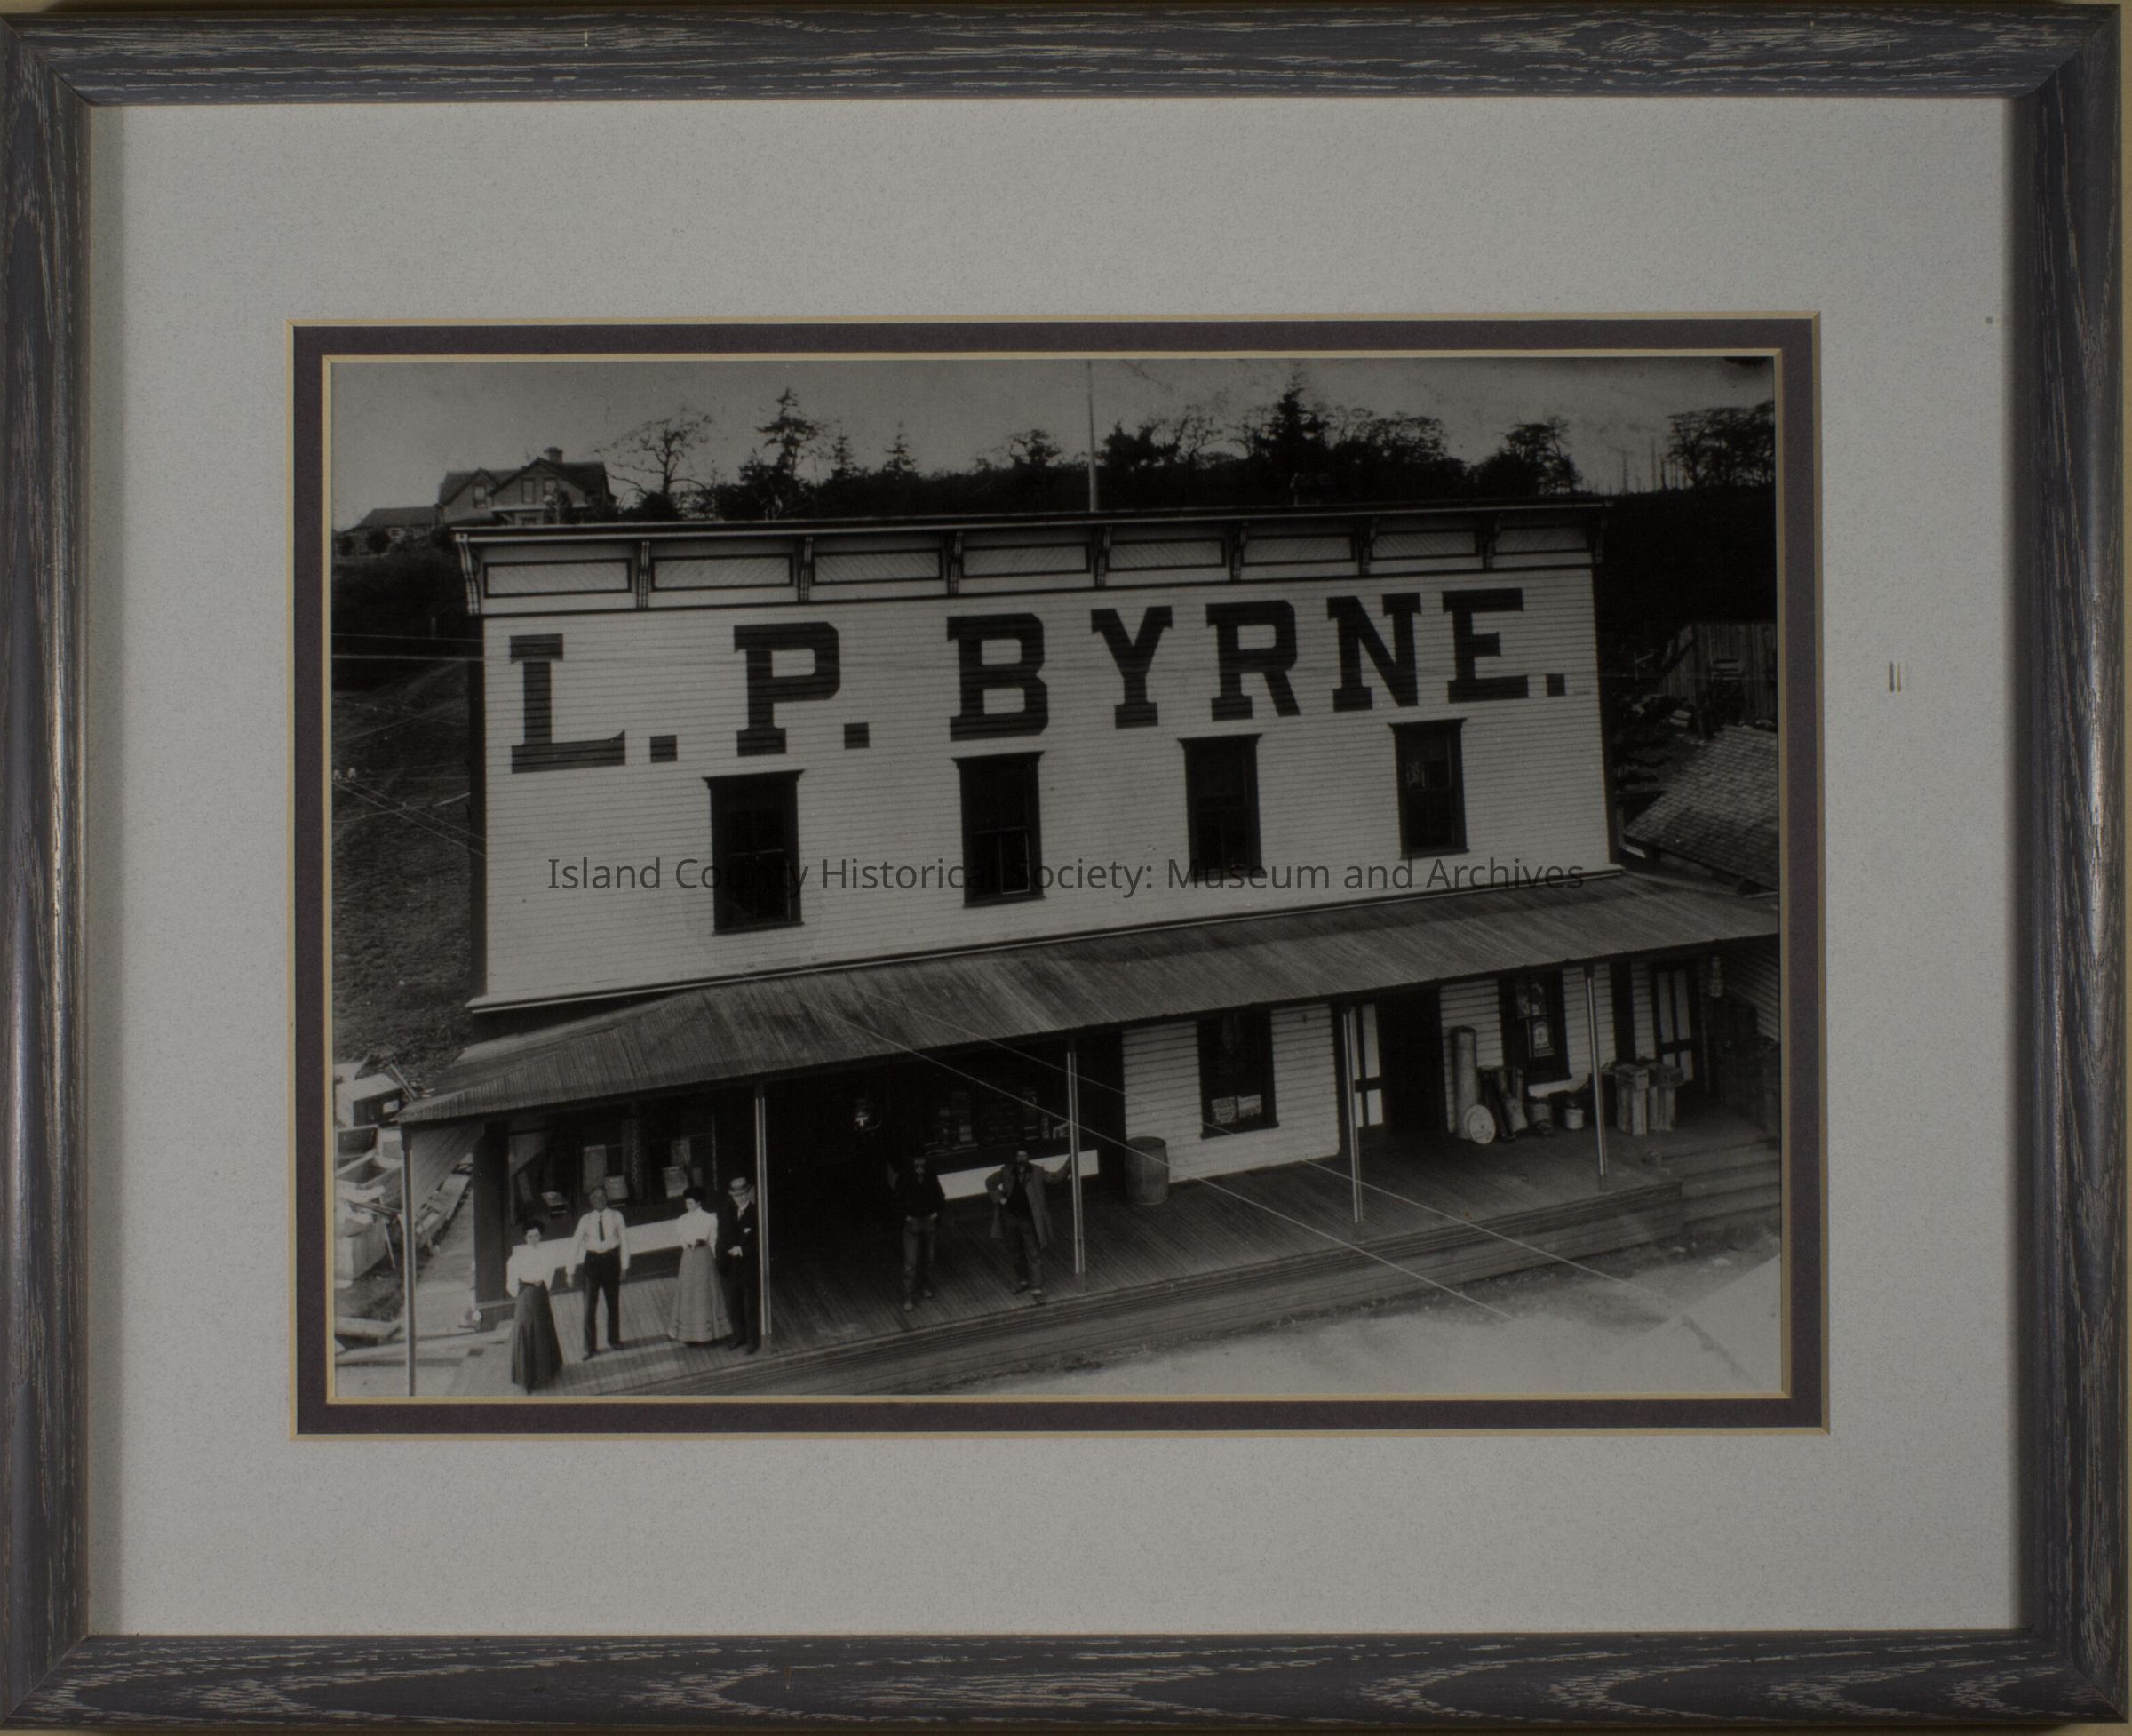 L. P. BYRNE.
Island County Historical Society: Museum and Archives